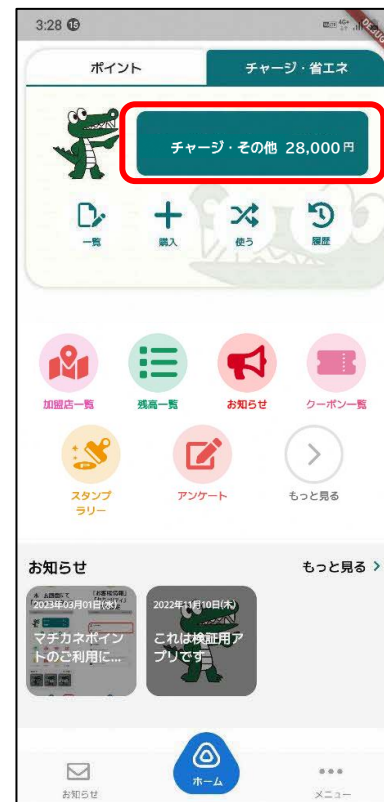 3:28
4G+
DEBUG
ポイント
チャージ・省エネ
チャージ・その他 28,000円
一覧
購入
使う
履歴
加盟店一覧
残高一覧
お知らせ
クーポン一覧
スタンプ
ラリー
アンケート
もっと見る
お知らせ
もっと見る
2023年03月01日(水)
マチカネポイン
トのご利用に...
2022年11月10日(木)
これは検証用ア
プリです
お知らせ
ホーム
メニュー